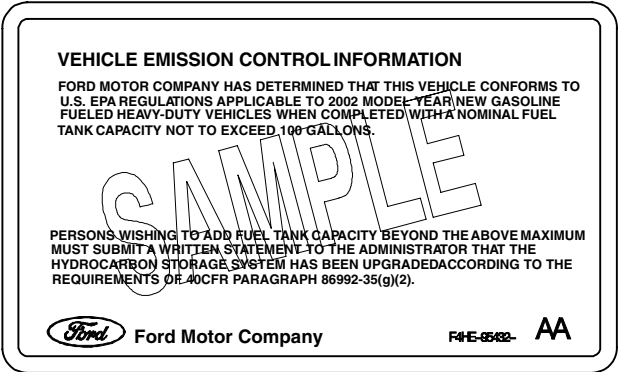 VEHICLE EMISSION CONTROL INFORMATION
FORD MOTOR COMPANY HAS DETERMINED THAT THIS VEHICLE CONFORMS TO
U.S. EPA REGULATIONS APPLICABLE TO 2002 MODEL YEAR NEW GASOLINE
FUELED HEAVY-DUTY VEHICLES WHEN COMPLETED WITH A NOMINAL FUEL
TANK CAPACITY NOT TO EXCEED 100 GALLONS.
SAMPLE
PERSONS WISHING TO ADD FUEL TANK CAPACITY BEYOND THE ABOVE MAXIMUM
MUST SUBMIT A WRITTEN STATEMENT TO THE ADMINISTRATOR THAT THE
HYDROCARBON STORAGE SYSTEM HAS BEEN UPGRADEDACCORDING TO THE
REQUIREMENTS OF 40CFR PARAGRAPH 86992-35(g)(2).
Ford Ford Motor Company F4HE-95432- AA